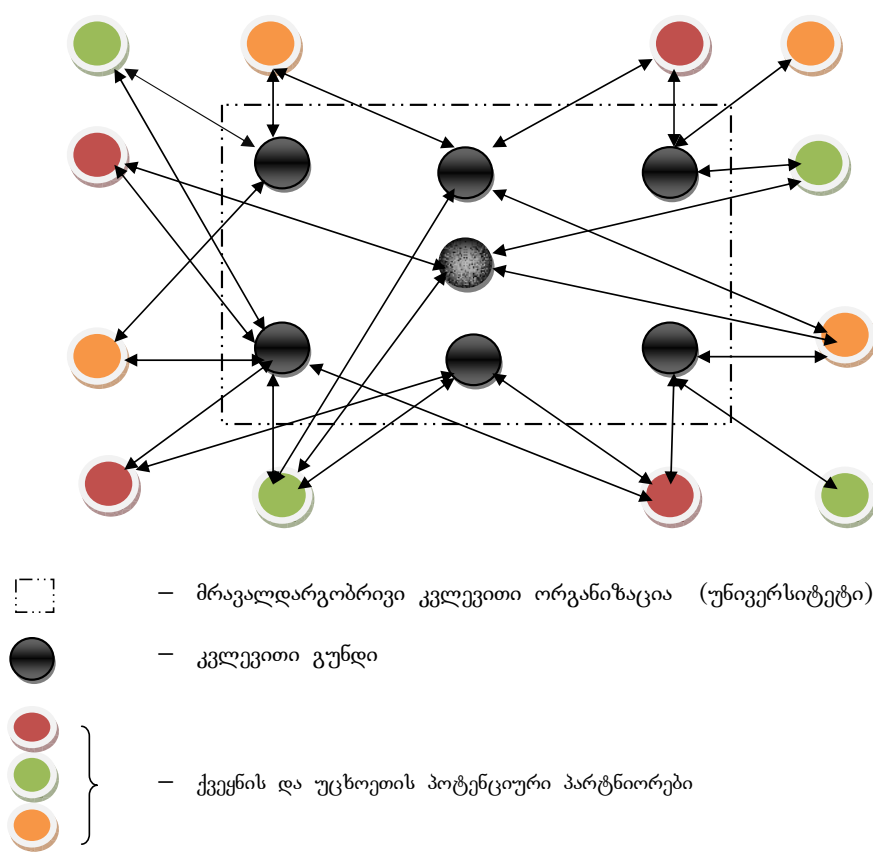 – მრავალდარგობრივი კვლევითი ორგანიზაცია (უნივერსიტეტი)
– კვლევითი გუნდი
– ქვეყნის და უცხოეთის პოტენციური პარტნიორები